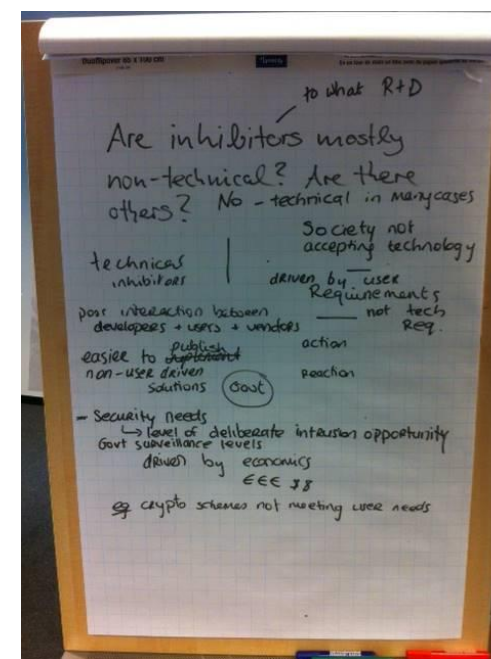 to what R+D
Are inhibitors mostly
non-technical? Are there
others? No - technical in many cases
Society not
accepting technology
technical
inhibitors
driven by user
Requirements
poor interaction between
developers + users + vendors
not tech
Req.
easier to publish
non-user driven
solutions
Govt
action
Reaction
- Security needs
↳ level of deliberate intrusion opportunity
Govt surveillance levels
driven by economics
€€€ $$
eg crypto schemes not meeting user needs